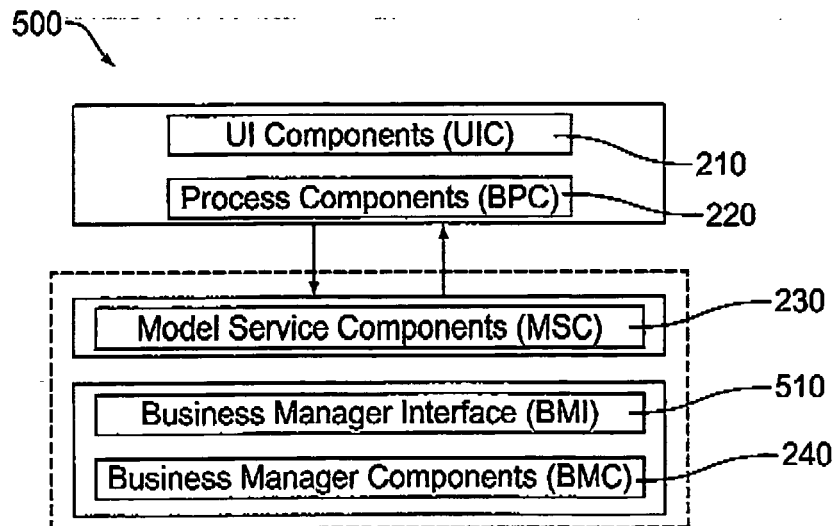 500
UI Components (UIC)
210
Process Components (BPC)
220
Model Service Components (MSC)
230
Business Manager Interface (BMI)
510
Business Manager Components (BMC)
240